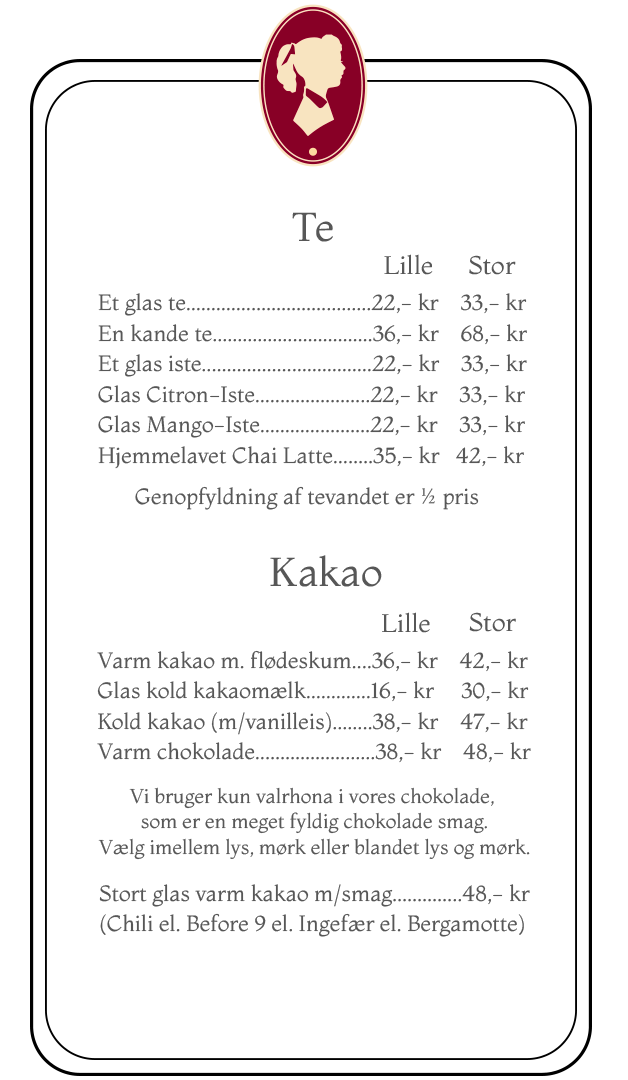 Te
Lille Stor
Et glas te.....................................22,- kr 33,- kr
En kande te................................36,- kr 68,- kr
Et glas iste..................................22,- kr 33,- kr
Glas Citron-Iste.......................22,- kr 33,- kr
Glas Mango-Iste......................22,- kr 33,- kr
Hjemmelavet Chai Latte........35,- kr 42,- kr
Genopfyldning af tevandet er ½ pris
Kakao
Lille Stor
Varm kakao m. flødeskum....36,- kr 42,- kr
Glas kold kakaomælk.............16,- kr 30,- kr
Kold kakao (m/vanilleis)........38,- kr 47,- kr
Varm chokolade........................38,- kr 48,- kr
Vi bruger kun valrhona i vores chokolade,
som er en meget fyldig chokolade smag.
Vælg imellem lys, mørk eller blandet lys og mørk.
Stort glas varm kakao m/smag..............48,- kr
(Chili el. Before 9 el. Ingefær el. Bergamotte)